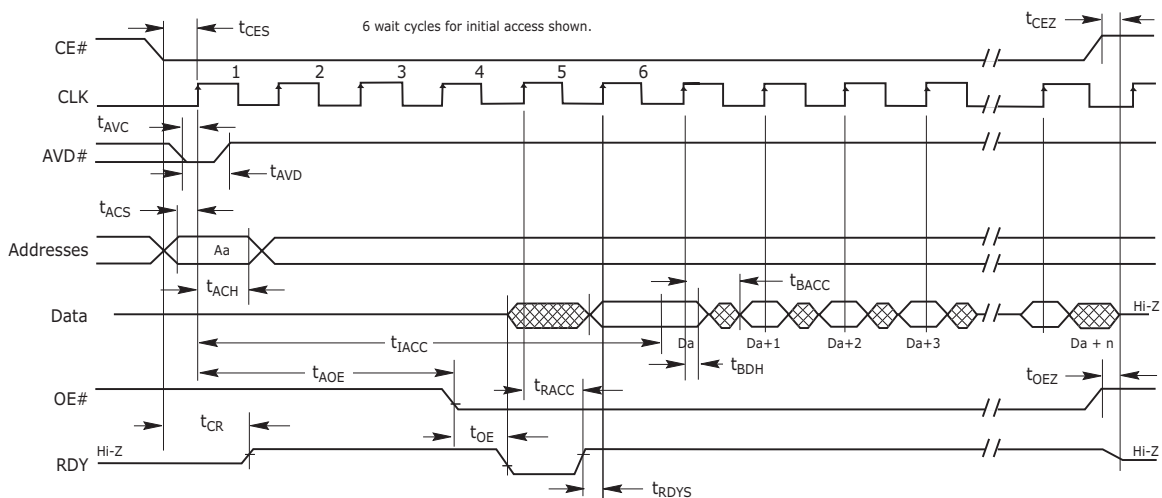 6 wait cycles for initial access shown.
tCES
tCEZ
CE#
1 2 3 4 5 6
CLK
tAVC
AVD#
tAVD
tACS
Addresses
Aa
tACH
tBACC
Data
Hi-Z
tIACC
Da Da+1 Da+2 Da+3 Da + n
tBDH
tAOE
tOEZ
OE#
tRACC
tCR
tOE
Hi-Z
Hi-Z
RDY
tRDYS